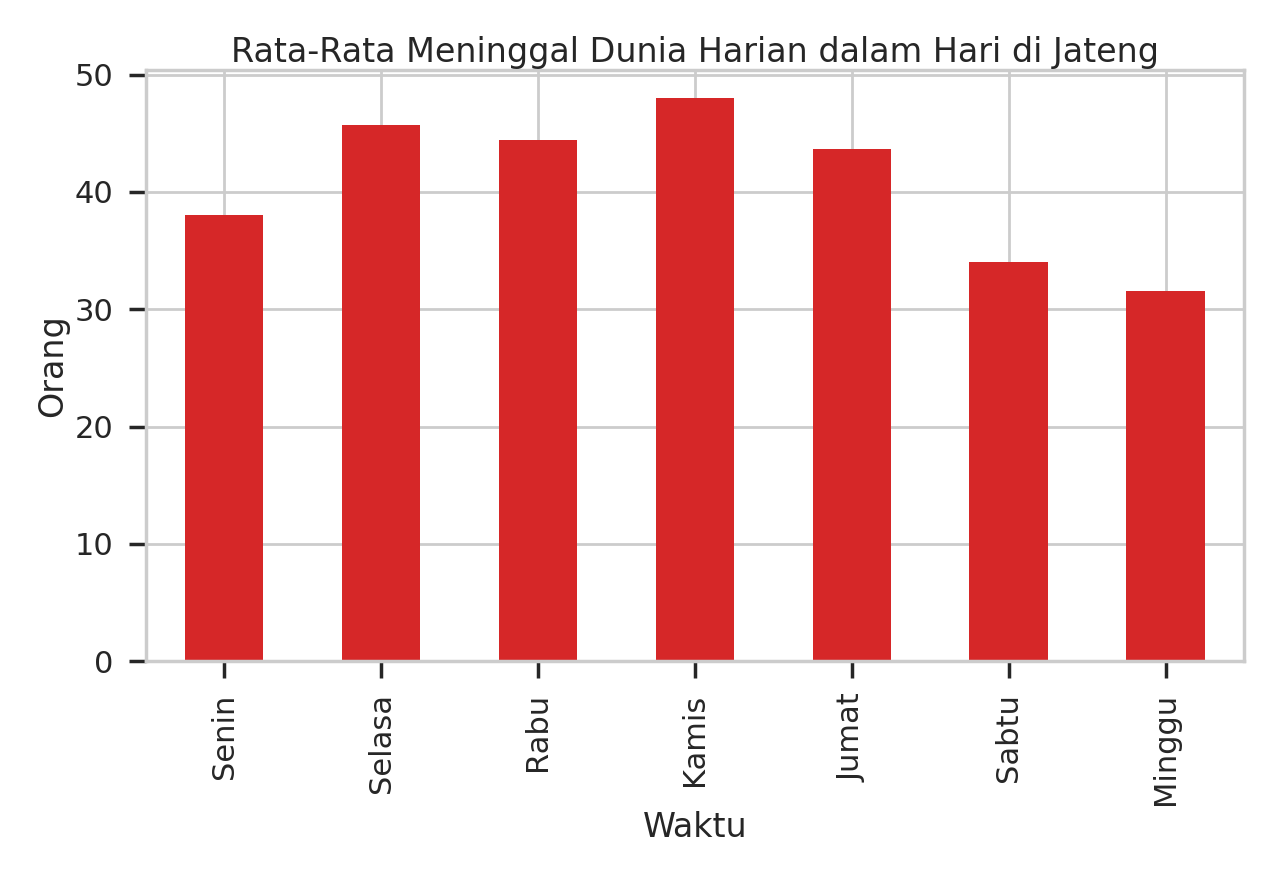 Rata-Rata Meninggal Dunia Harian dalam Hari di Jateng
50
40
30
20
10
0
Orang
Senin
Selasa
Rabu
Kamis
Jumat
Sabtu
Minggu
Waktu